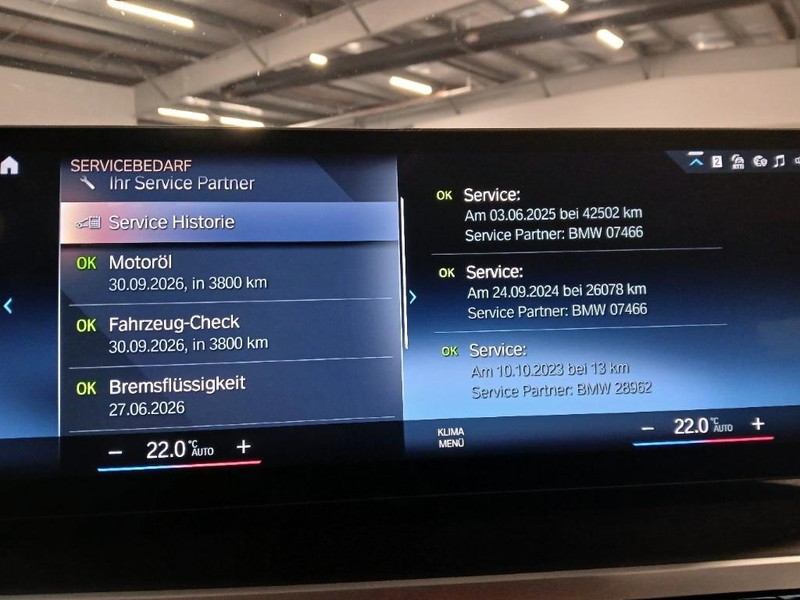 SERVICEBEDARF
Ihr Service Partner
Service Historie
OK Motoröl
30.09.2026, in 3800 km
OK Fahrzeug-Check
30.09.2026, in 3800 km
OK Bremsflüssigkeit
27.06.2026
− 22.0 °C AUTO +
2
OK Service:
Am 03.06.2025 bei 42502 km
Service Partner: BMW 07466
OK Service:
Am 24.09.2024 bei 26078 km
Service Partner: BMW 07466
OK Service:
Am 10.10.2023 bei 13 km
Service Partner: BMW 28962
KLIMA
MENÜ
− 22.0 °C AUTO +